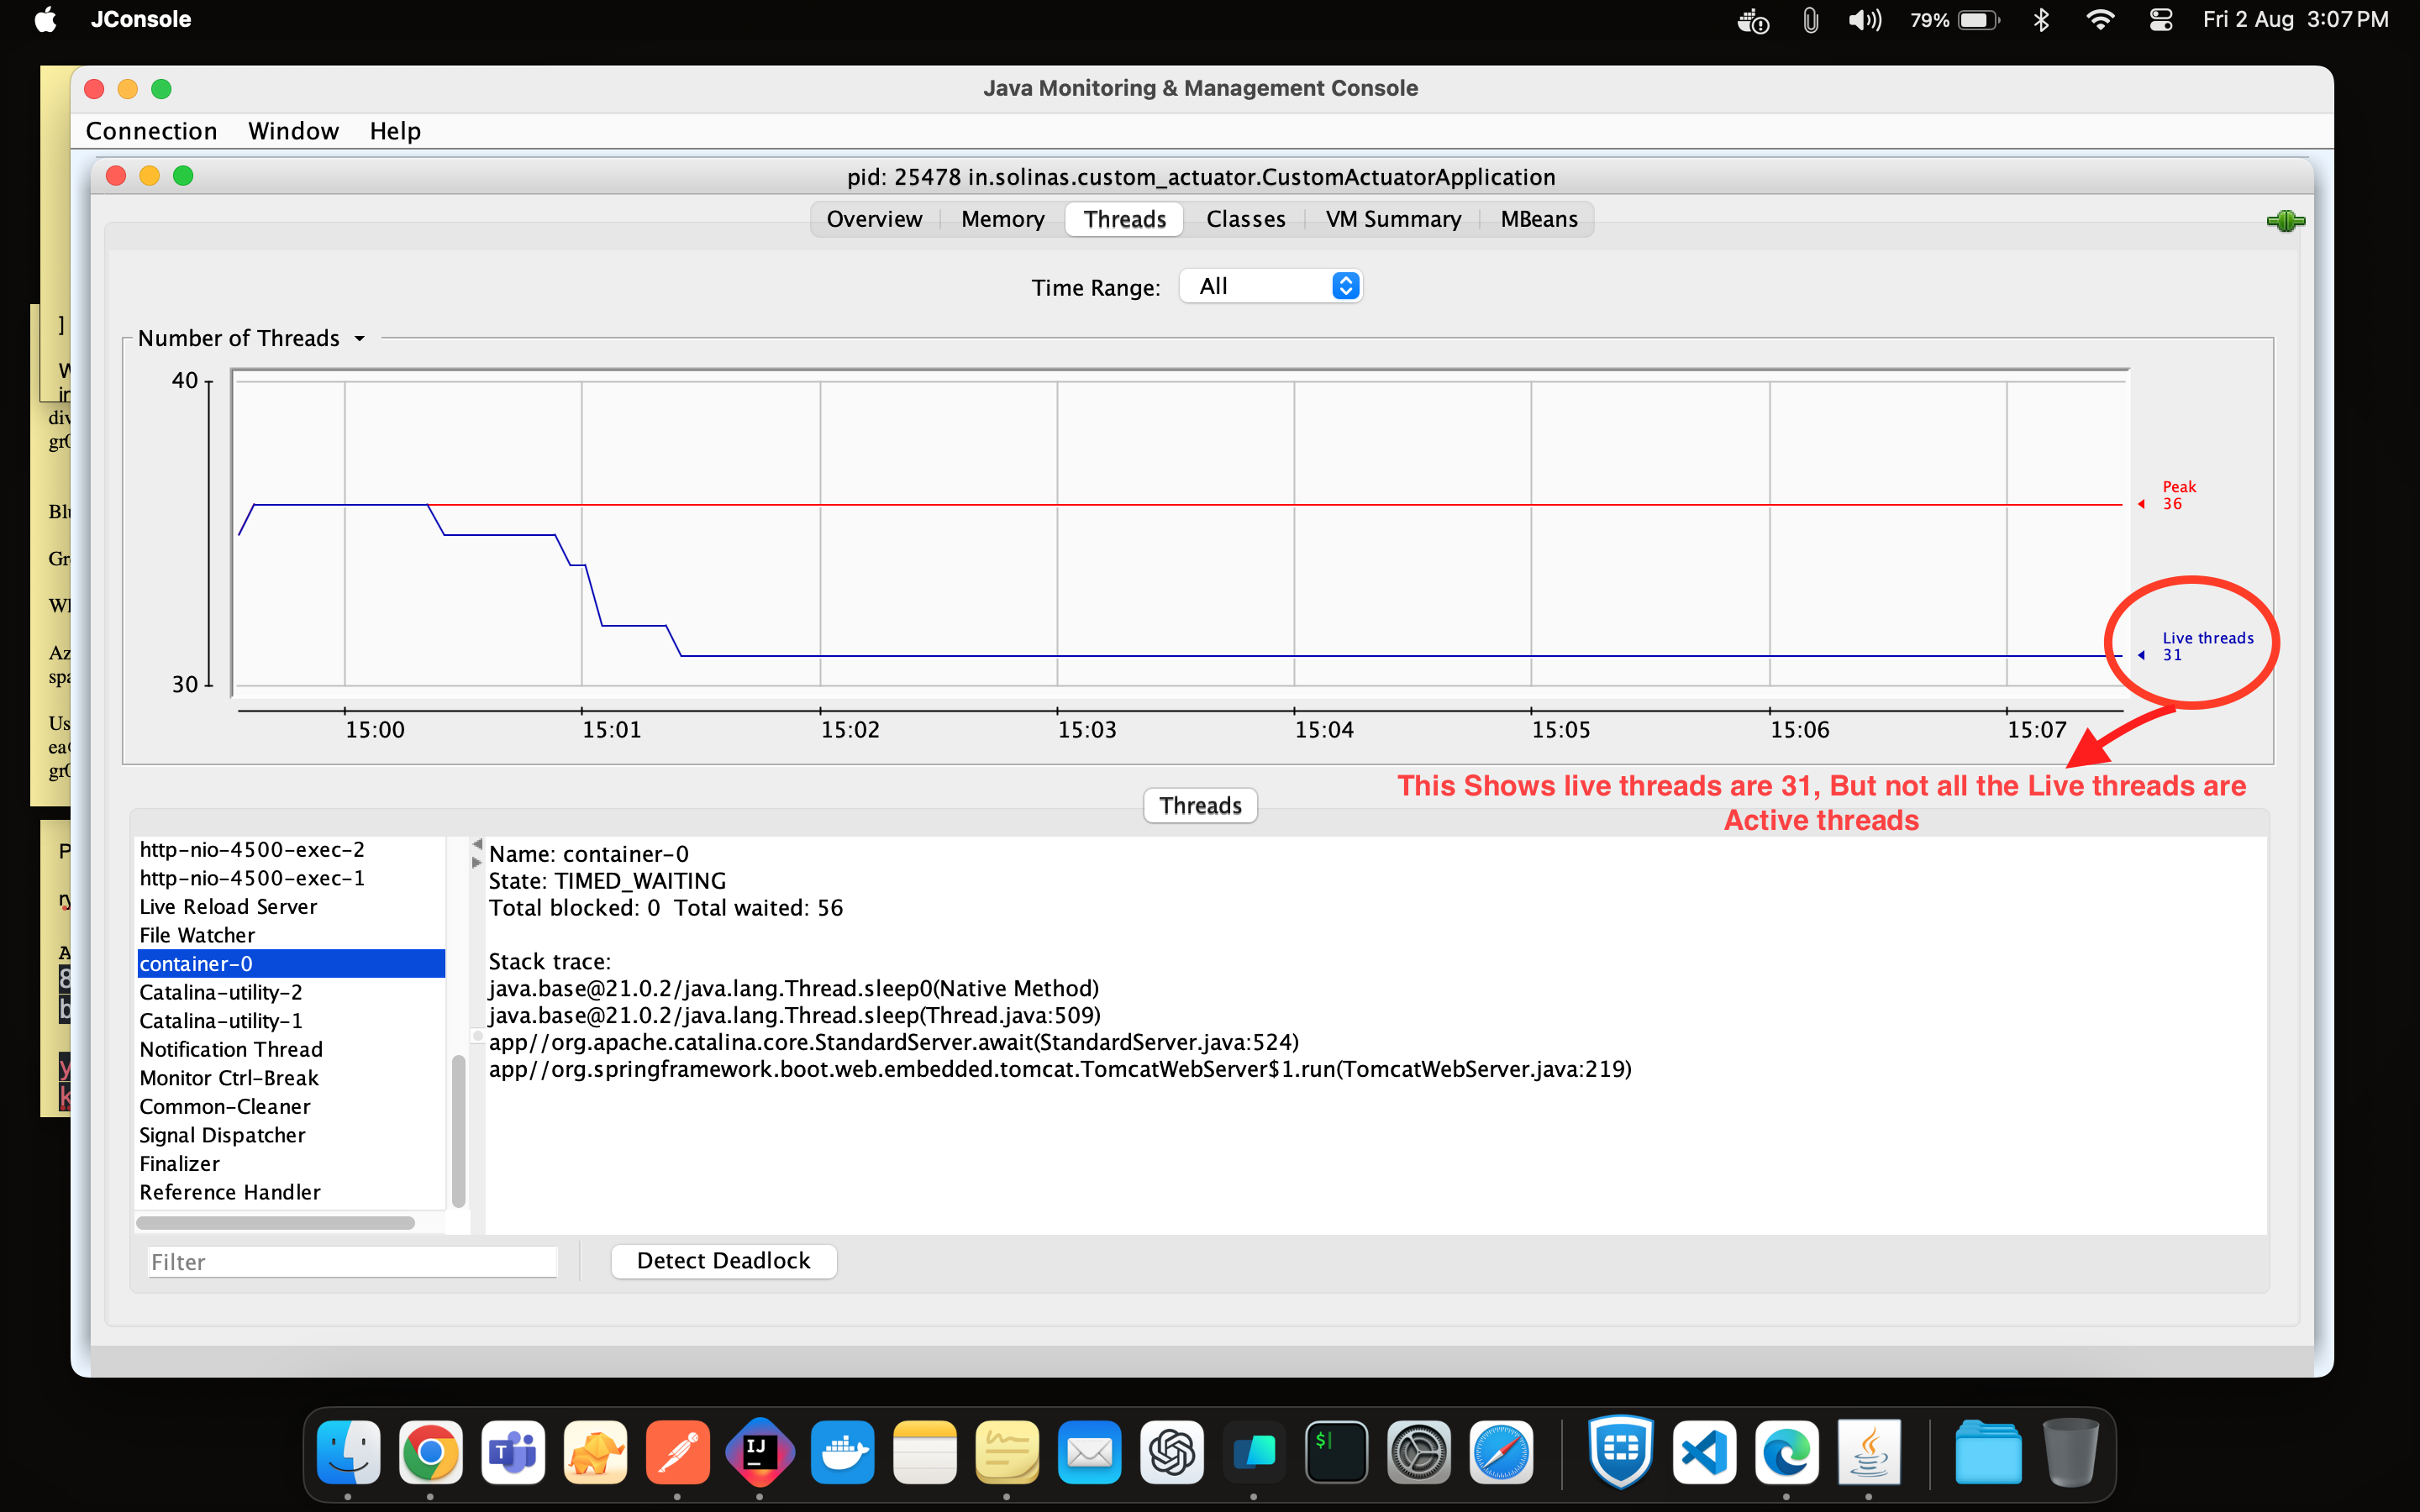 JConsole
79%
Fri 2 Aug 3:07 PM
Java Monitoring & Management Console
Connection Window Help
pid: 25478 in.solinas.custom_actuator.CustomActuatorApplication
Overview Memory Threads Classes VM Summary MBeans
Time Range: All
Number of Threads
40
30
Peak
36
Live threads
31
15:00 15:01 15:02 15:03 15:04 15:05 15:06 15:07
This Shows live threads are 31, But not all the Live threads are
Active threads
Threads
http-nio-4500-exec-2
http-nio-4500-exec-1
Live Reload Server
File Watcher
container-0
Catalina-utility-2
Catalina-utility-1
Notification Thread
Monitor Ctrl-Break
Common-Cleaner
Signal Dispatcher
Finalizer
Reference Handler
Name: container-0
State: TIMED_WAITING
Total blocked: 0 Total waited: 56
Stack trace:
java.base@21.0.2/java.lang.Thread.sleep0(Native Method)
java.base@21.0.2/java.lang.Thread.sleep(Thread.java:509)
app//org.apache.catalina.core.StandardServer.await(StandardServer.java:524)
app//org.springframework.boot.web.embedded.tomcat.TomcatWebServer$1.run(TomcatWebServer.java:219)
Filter
Detect Deadlock